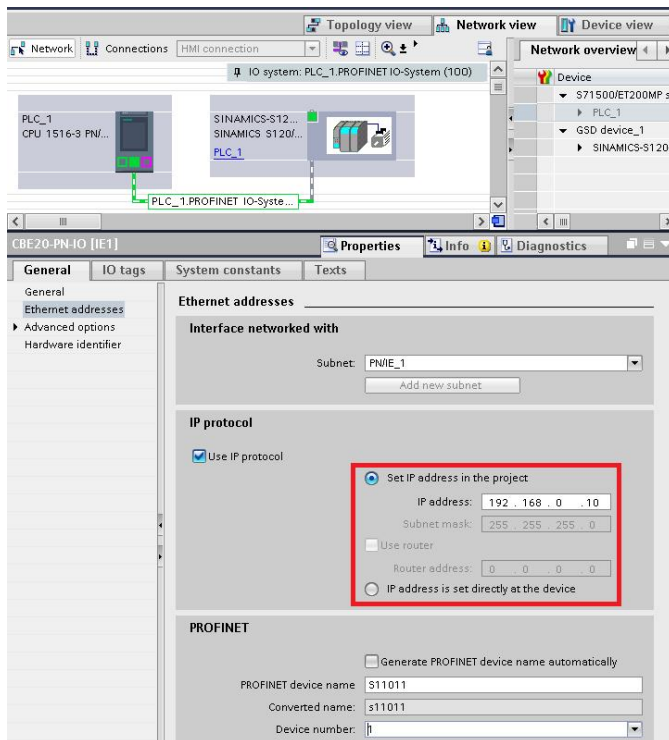 Topology view
Network view
Device view
Network
Connections
HMI connection
Network overview
IO system: PLC_1.PROFINET IO-System (100)
Device
S71500/ET200MP s
PLC_1
GSD device_1
SINAMICS-S120
PLC_1
CPU 1516-3 PN/...
SINAMICS-S12...
SINAMICS S120/...
PLC_1
PLC_1.PROFINET IO-Syste...
CBE20-PN-IO [IE1]
Properties
Info
Diagnostics
General
IO tags
System constants
Texts
General
Ethernet addresses
Advanced options
Hardware identifier
Ethernet addresses
Interface networked with
Subnet: PN/IE_1
Add new subnet
IP protocol
Use IP protocol
Set IP address in the project
IP address: 192 . 168 . 0 . 10
Subnet mask: 255 . 255 . 255 . 0
Use router
Router address: 0 . 0 . 0 . 0
IP address is set directly at the device
PROFINET
Generate PROFINET device name automatically
PROFINET device name S11011
Converted name: s11011
Device number: 1